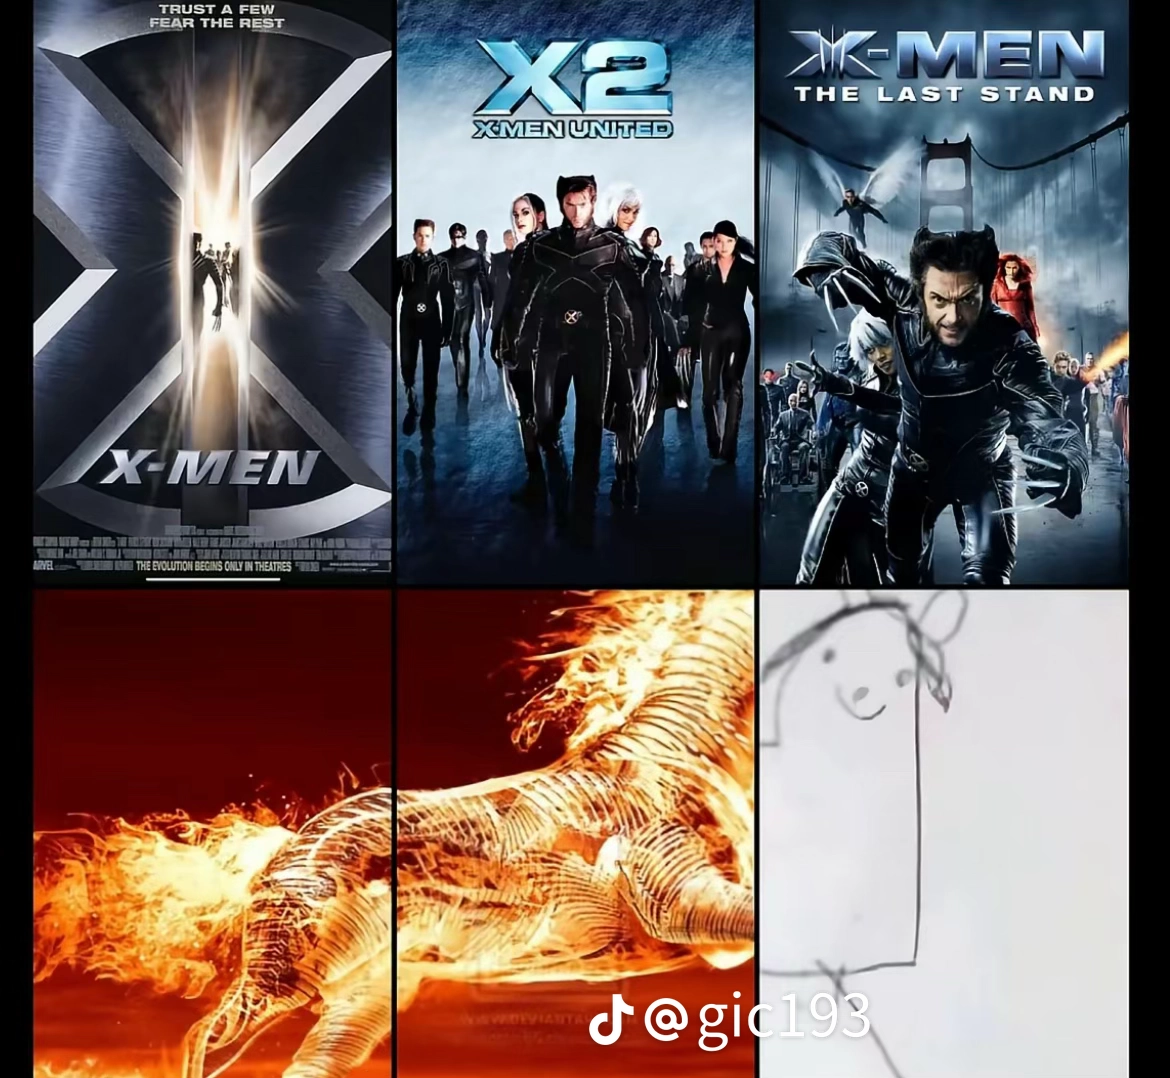 TRUST A FEW
FEAR THE REST
X-MEN
THE EVOLUTION BEGINS ONLY IN THEATRES
X2
X-MEN UNITED
X-MEN
THE LAST STAND
@gic193